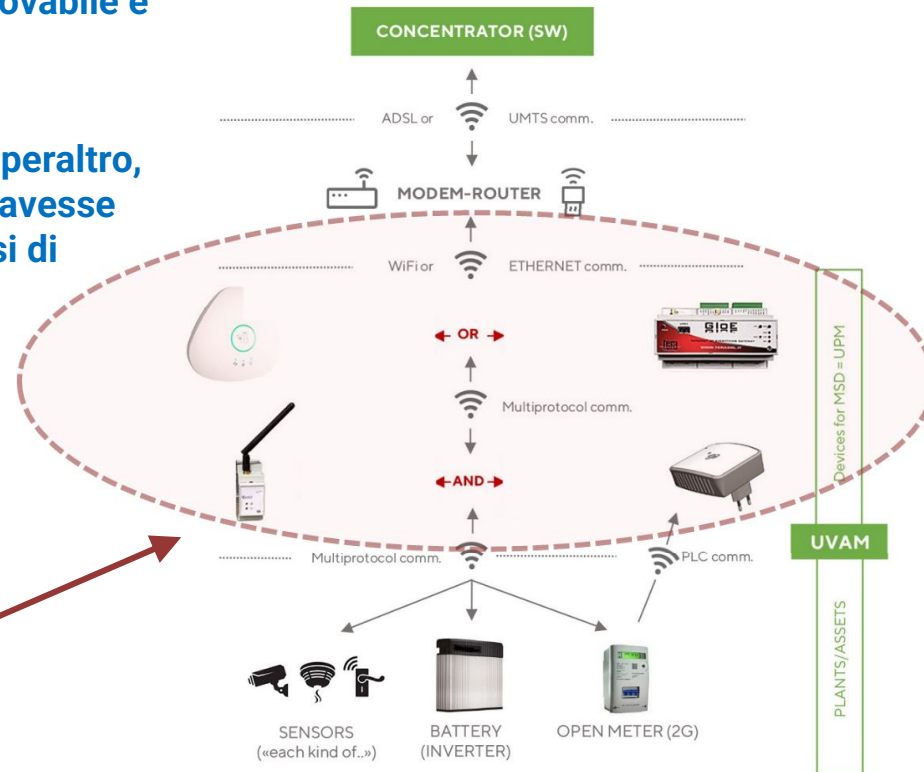 ovabile e
peraltro,
avesse
si di
CONCENTRATOR (SW)
ADSL or
UMTS comm.
MODEM-ROUTER
WiFi or
ETHERNET comm.
OR
Multiprotocol comm.
AND
Multiprotocol comm.
PLC comm.
SENSORS
(«each kind of..»)
BATTERY
(INVERTER)
OPEN METER (2G)
Devices for MSD = UPM
UVAM
PLANTS/ASSETS